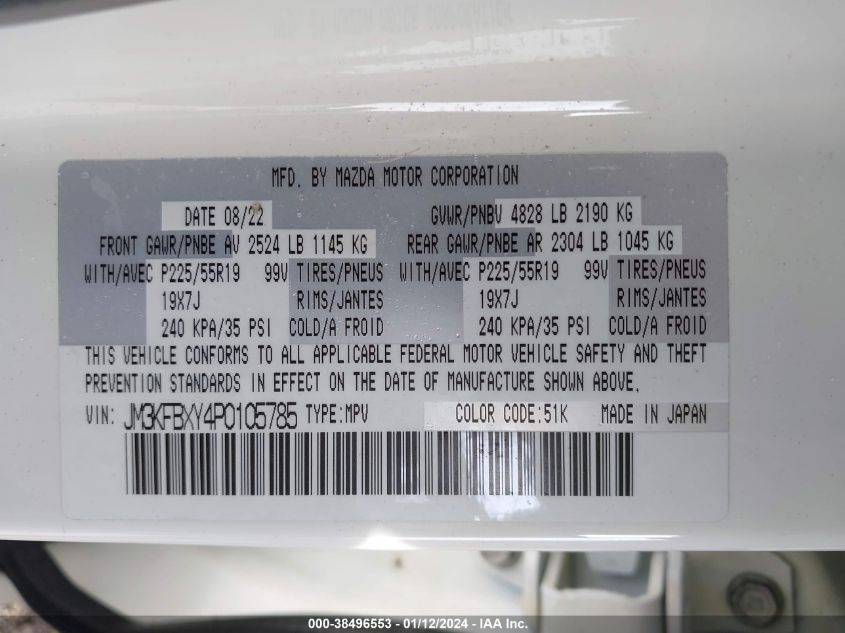 MFD. BY MAZDA MOTOR CORPORATION
DATE 08/22 GVWR/PNBV 4828 LB 2190 KG
FRONT GAWR/PNBE AV 2524 LB 1145 KG REAR GAWR/PNBE AR 2304 LB 1045 KG
WITH/AVEC P225/55R19 99V TIRES/PNEUS WITH/AVEC P225/55R19 99V TIRES/PNEUS
19X7J RIMS/JANTES 19X7J RIMS/JANTES
240 KPA/35 PSI COLD/A FROID 240 KPA/35 PSI COLD/A FROID
THIS VEHICLE CONFORMS TO ALL APPLICABLE FEDERAL MOTOR VEHICLE SAFETY AND THEFT
PREVENTION STANDARDS IN EFFECT ON THE DATE OF MANUFACTURE SHOWN ABOVE.
VIN: JM3KFBXY4P0105785 TYPE:MPV COLOR CODE:51K MADE IN JAPAN
000-38496553 - 01/12/2024 - IAA Inc.